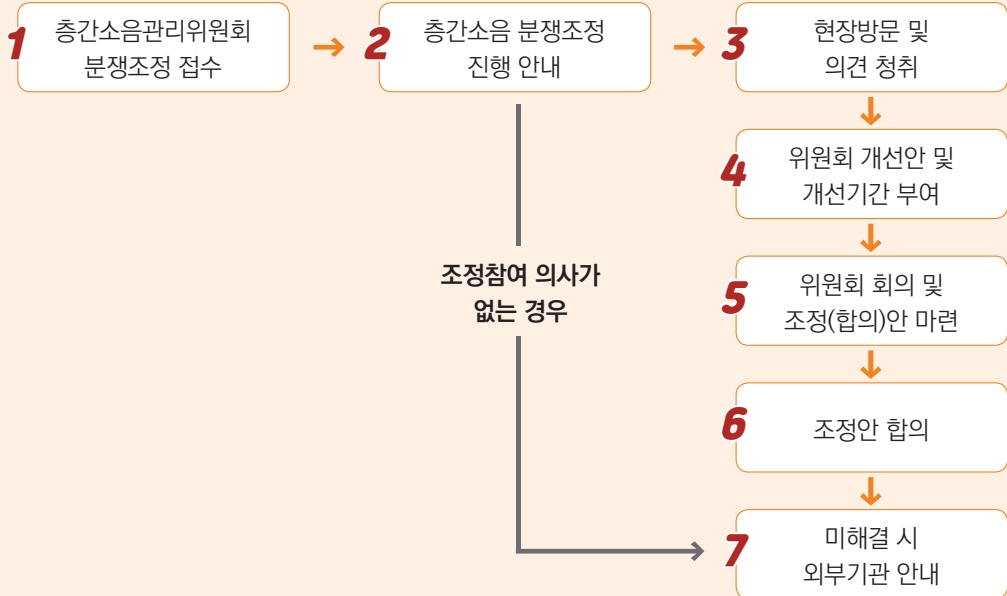 1
층간소음관리위원회
분쟁조정 접수
2
층간소음 분쟁조정
진행 안내
3
현장방문 및
의견 청취
4
위원회 개선안 및
개선기간 부여
조정참여 의사가
없는 경우
5
위원회 회의 및
조정(합의)안 마련
6
조정안 합의
7
미해결 시
외부기관 안내